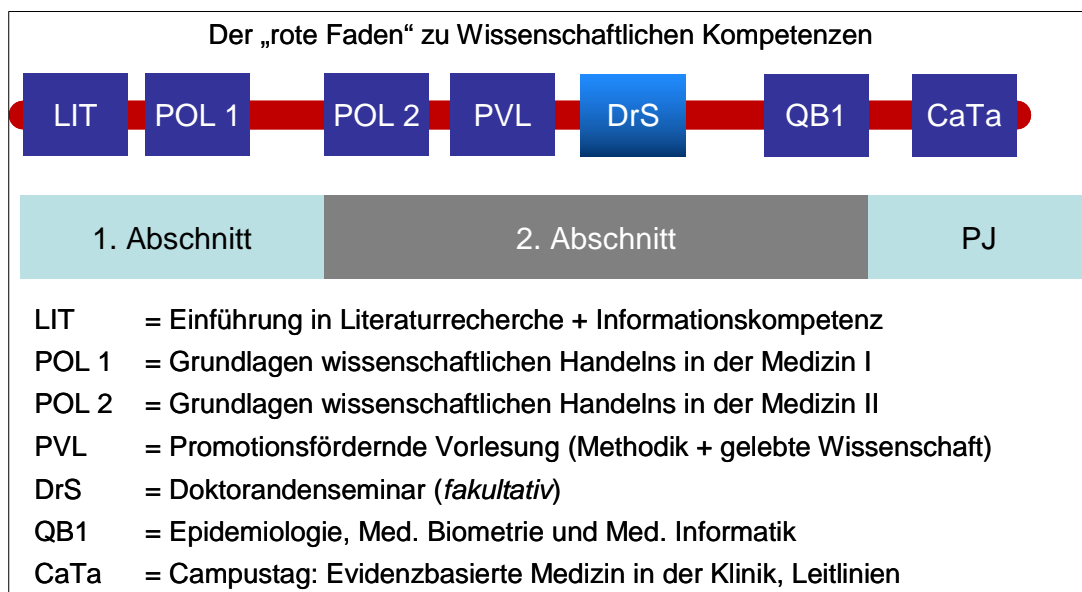 Der „rote Faden“ zu Wissenschaftlichen Kompetenzen
LIT POL 1 POL 2 PVL DrS QB1 CaTa
1. Abschnitt 2. Abschnitt PJ
LIT = Einführung in Literaturrecherche + Informationskompetenz
POL 1 = Grundlagen wissenschaftlichen Handelns in der Medizin I
POL 2 = Grundlagen wissenschaftlichen Handelns in der Medizin II
PVL = Promotionsfördernde Vorlesung (Methodik + gelebte Wissenschaft)
DrS = Doktorandenseminar (fakultativ)
QB1 = Epidemiologie, Med. Biometrie und Med. Informatik
CaTa = Campustag: Evidenzbasierte Medizin in der Klinik, Leitlinien